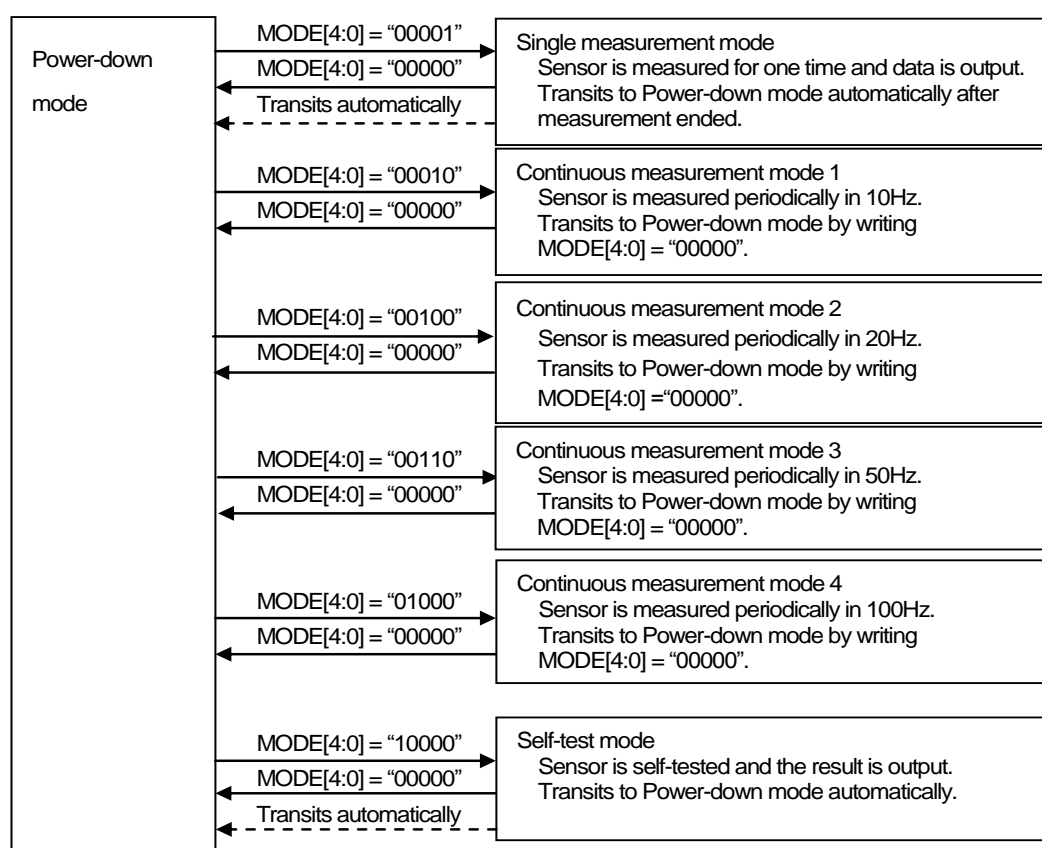 Power-down
mode
MODE[4:0] = “00001”
MODE[4:0] = “00000”
Transits automatically
Single measurement mode
Sensor is measured for one time and data is output.
Transits to Power-down mode automatically after
measurement ended.
MODE[4:0] = “00010”
MODE[4:0] = “00000”
Continuous measurement mode 1
Sensor is measured periodically in 10Hz.
Transits to Power-down mode by writing
MODE[4:0] = “00000”.
MODE[4:0] = “00100”
MODE[4:0] = “00000”
Continuous measurement mode 2
Sensor is measured periodically in 20Hz.
Transits to Power-down mode by writing
MODE[4:0] =“00000”.
MODE[4:0] = “00110”
MODE[4:0] = “00000”
Continuous measurement mode 3
Sensor is measured periodically in 50Hz.
Transits to Power-down mode by writing
MODE[4:0] = “00000”.
MODE[4:0] = “01000”
MODE[4:0] = “00000”
Continuous measurement mode 4
Sensor is measured periodically in 100Hz.
Transits to Power-down mode by writing
MODE[4:0] = “00000”.
MODE[4:0] = “10000”
MODE[4:0] = “00000”
Transits automatically
Self-test mode
Sensor is self-tested and the result is output.
Transits to Power-down mode automatically.